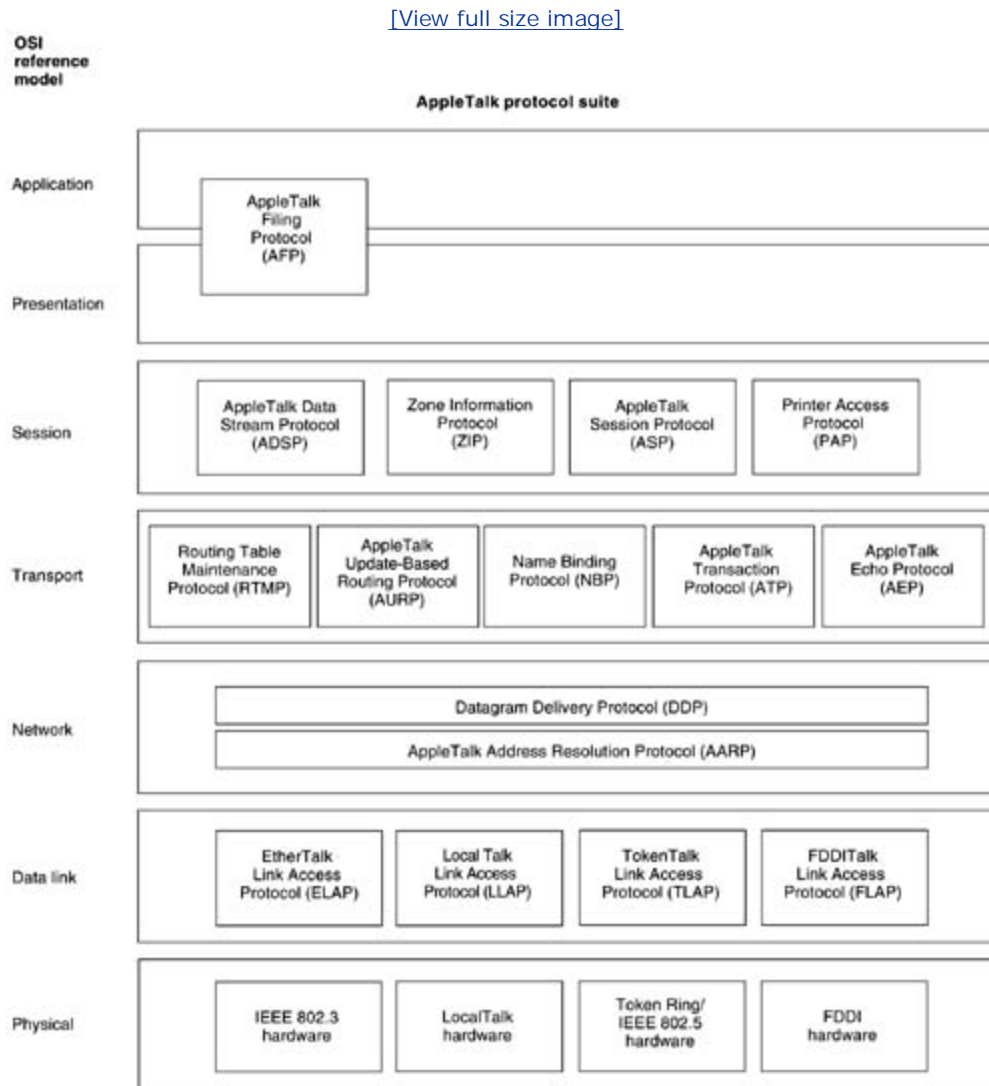 [View full size image]
OSI
reference
model
AppleTalk protocol suite
Application
AppleTalk
Filing
Protocol
(AFP)
Presentation
Session
AppleTalk Data
Stream Protocol
(ADSP)
Zone Information
Protocol
(ZIP)
AppleTalk
Session Protocol
(ASP)
Printer Access
Protocol
(PAP)
Transport
Routing Table
Maintenance
Protocol (RTMP)
AppleTalk
Update-Based
Routing Protocol
(AURP)
Name Binding
Protocol (NBP)
AppleTalk
Transaction
Protocol (ATP)
AppleTalk
Echo Protocol
(AEP)
Network
Datagram Delivery Protocol (DDP)
AppleTalk Address Resolution Protocol (AARP)
Data link
EtherTalk
Link Access
Protocol (ELAP)
Local Talk
Link Access
Protocol (LLAP)
TokenTalk
Link Access
Protocol (TLAP)
FDDITalk
Link Access
Protocol (FLAP)
Physical
IEEE 802.3
hardware
LocalTalk
hardware
Token Ring/
IEEE 802.5
hardware
FDDI
hardware